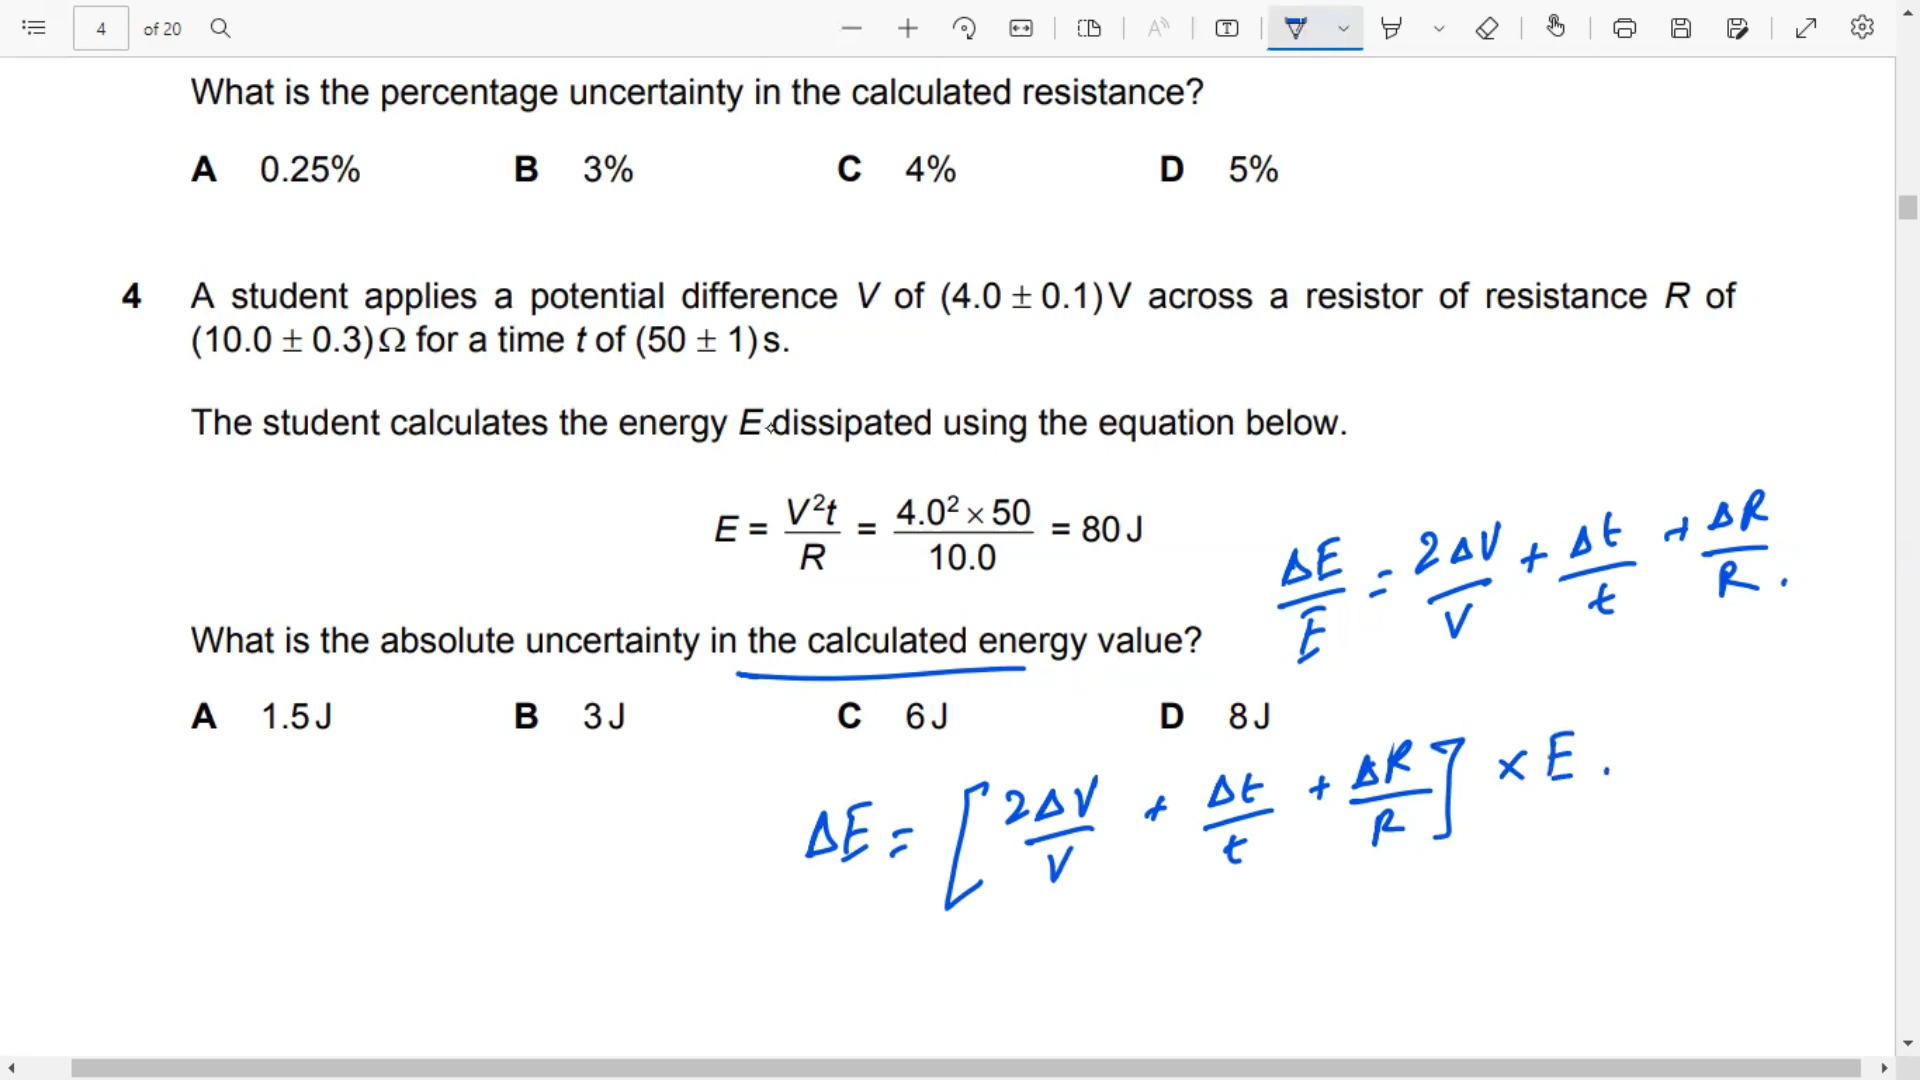 4 of 20
What is the percentage uncertainty in the calculated resistance?
A 0.25% B 3% C 4% D 5%
4 A student applies a potential difference V of (4.0 ± 0.1) V across a resistor of resistance R of
(10.0 ± 0.3) Ω for a time t of (50 ± 1) s.
The student calculates the energy E dissipated using the equation below.
E = V²t/R = 4.0² × 50/10.0 = 80 J
ΔE/E = 2ΔV/V + Δt/t + ΔR/R .
What is the absolute uncertainty in the calculated energy value?
A 1.5 J B 3 J C 6 J D 8 J
ΔE = [2ΔV/V + Δt/t + ΔR/R] × E .